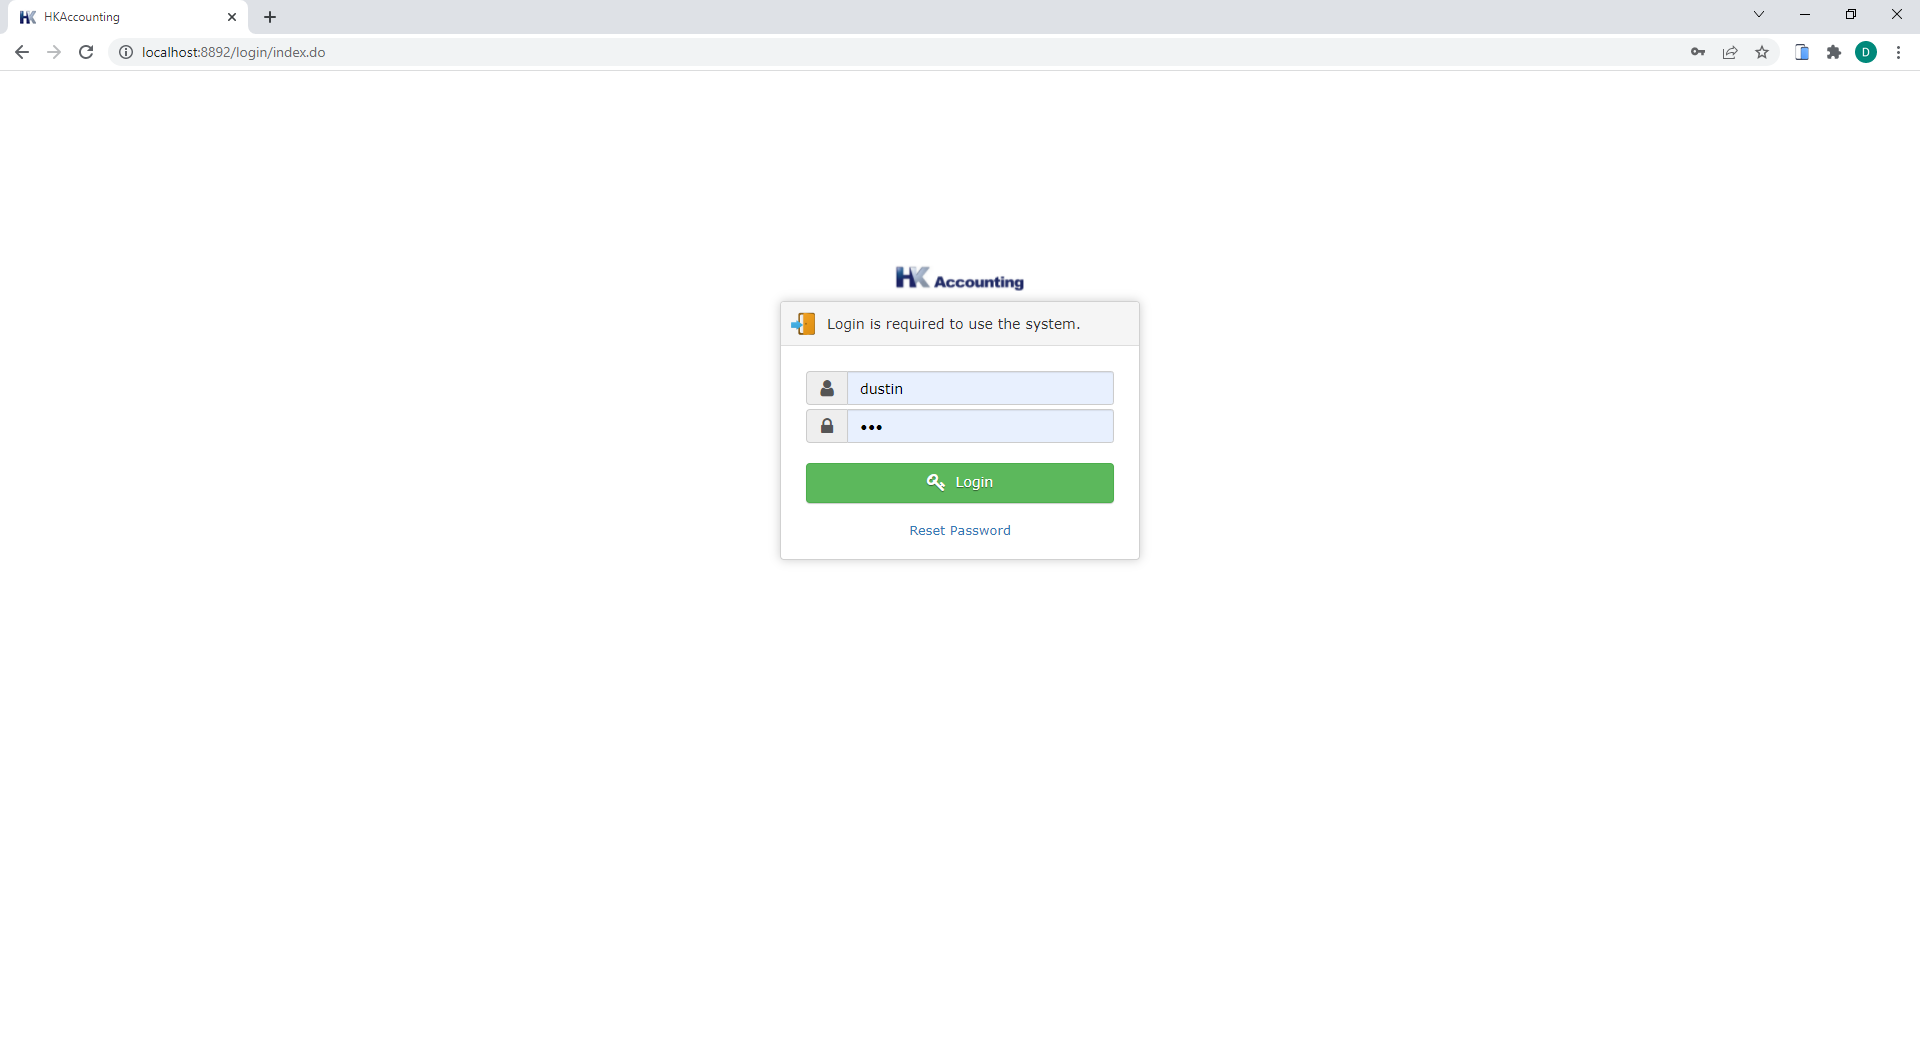 HKAccounting
localhost:8892/login/index.do
D
HK Accounting
Login is required to use the system.
dustin
•••
Login
Reset Password